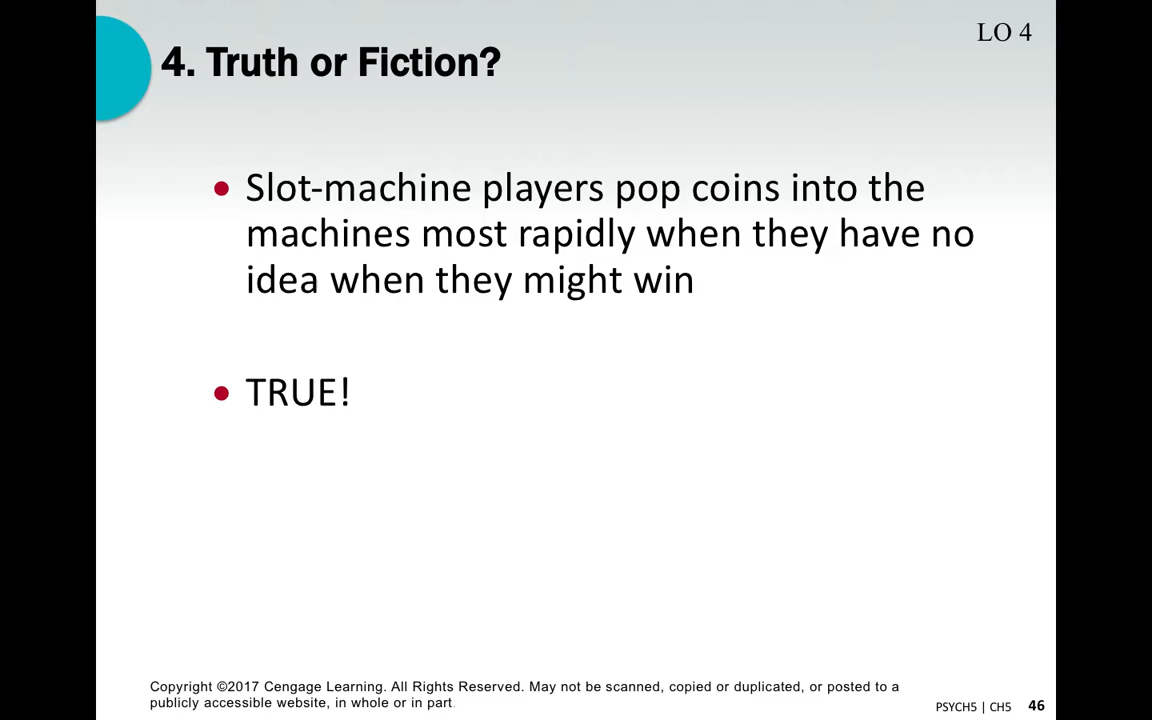 LO 4
4. Truth or Fiction?
• Slot-machine players pop coins into the
machines most rapidly when they have no
idea when they might win
• TRUE!
Copyright ©2017 Cengage Learning. All Rights Reserved. May not be scanned, copied or duplicated, or posted to a
publicly accessible website, in whole or in part.
PSYCH5 | CH5 46